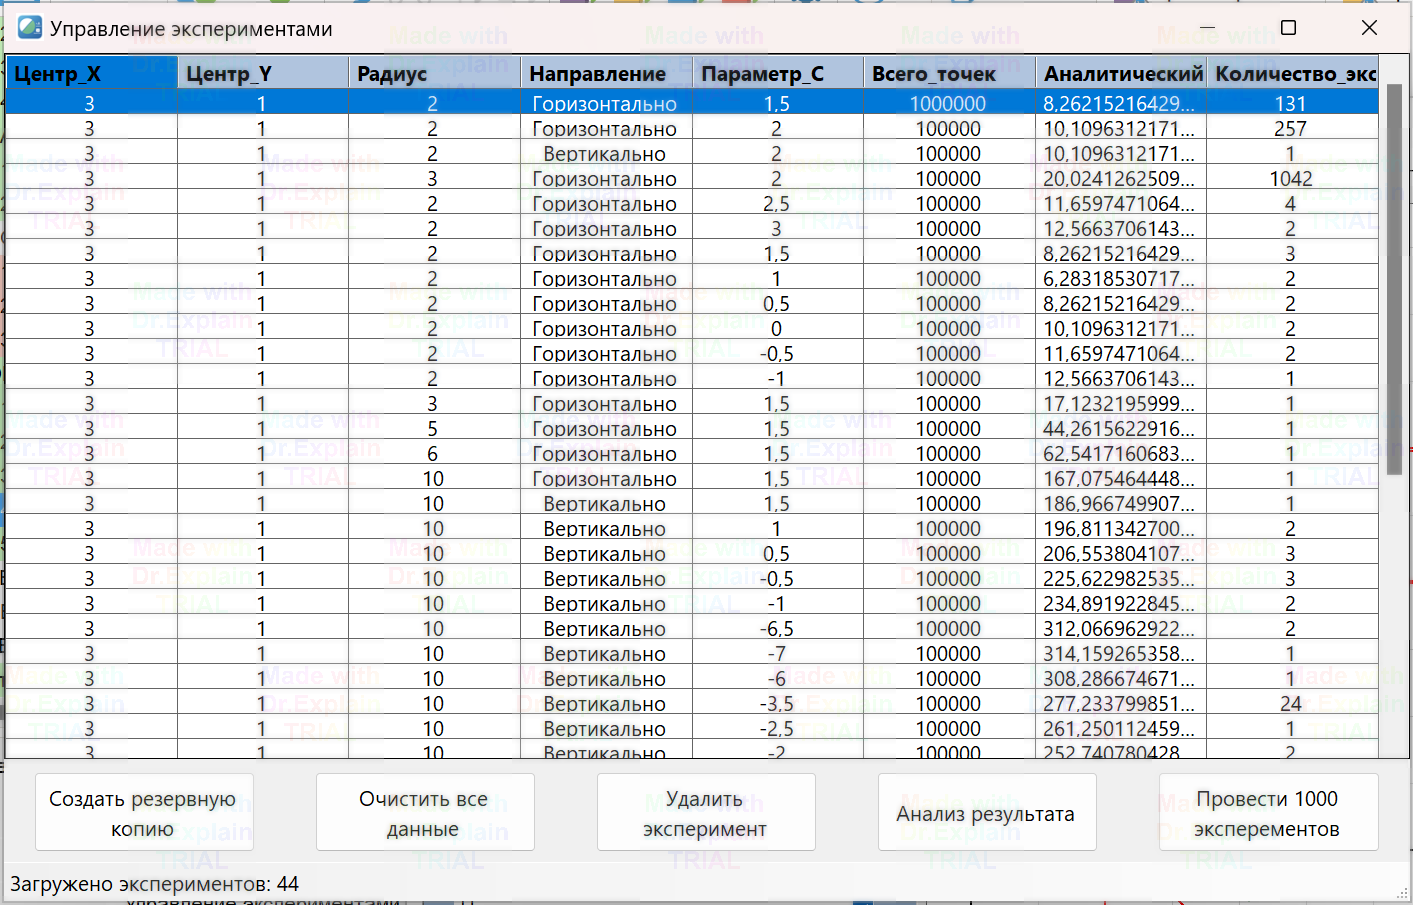 Управление экспериментами
Центр_X Центр_Y Радиус Направление Параметр_C Всего_точек Аналитический Количество_экс
3 1 2 Горизонтально 1,5 1000000 8,26215216429... 131
3 1 2 Горизонтально 2 100000 10,1096312171... 257
3 1 2 Вертикально 2 100000 10,1096312171... 1
3 1 3 Горизонтально 2 100000 20,0241262509... 1042
3 1 2 Горизонтально 2,5 100000 11,6597471064... 4
3 1 2 Горизонтально 3 100000 12,5663706143... 2
3 1 2 Горизонтально 1,5 100000 8,26215216429... 3
3 1 2 Горизонтально 1 100000 6,28318530717... 2
3 1 2 Горизонтально 0,5 100000 8,26215216429... 2
3 1 2 Горизонтально 0 100000 10,1096312171... 2
3 1 2 Горизонтально -0,5 100000 11,6597471064... 2
3 1 2 Горизонтально -1 100000 12,5663706143... 1
3 1 3 Горизонтально 1,5 100000 17,1232195999... 1
3 1 5 Горизонтально 1,5 100000 44,2615622916... 1
3 1 6 Горизонтально 1,5 100000 62,5417160683... 1
3 1 10 Горизонтально 1,5 100000 167,075464448... 1
3 1 10 Вертикально 1,5 100000 186,966749907... 1
3 1 10 Вертикально 1 100000 196,811342700... 2
3 1 10 Вертикально 0,5 100000 206,553804107... 3
3 1 10 Вертикально -0,5 100000 225,622982535... 3
3 1 10 Вертикально -1 100000 234,891922845... 2
3 1 10 Вертикально -6,5 100000 312,066962922... 2
3 1 10 Вертикально -7 100000 314,159265358... 1
3 1 10 Вертикально -6 100000 308,286674671... 1
3 1 10 Вертикально -3,5 100000 277,233799851... 24
3 1 10 Вертикально -2,5 100000 261,250112459... 1
3 1 10 Вертикально -2 100000 252,740780428... 2
Создать резервную
копию
Очистить все
данные
Удалить
эксперимент
Анализ результата
Провести 1000
эксперементов
Загружено экспериментов: 44
Made with
Dr.Explain
TRIAL